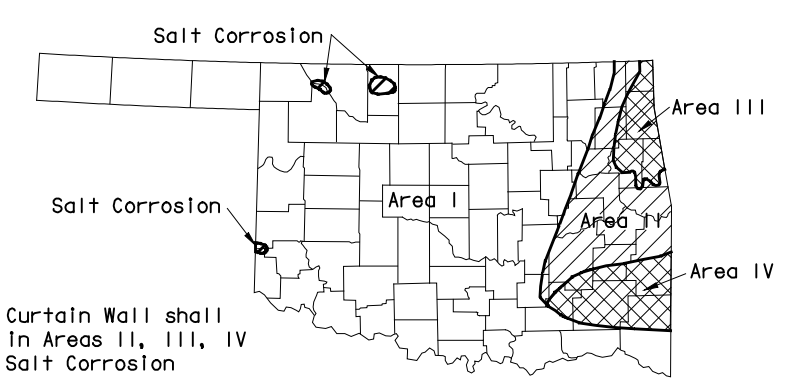 Salt Corrosion
Area III
Area I
Salt Corrosion
Area II
Area IV
Curtain Wall shall
in Areas II, III, IV
Salt Corrosion